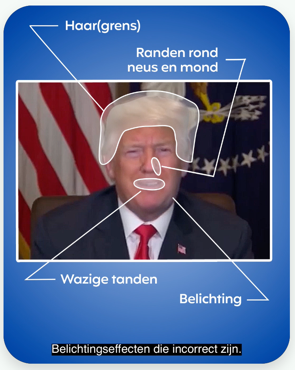 Haar(grens)
Randen rond
neus en mond
Wazige tanden
Belichting
Belichtingseffecten die incorrect zijn.